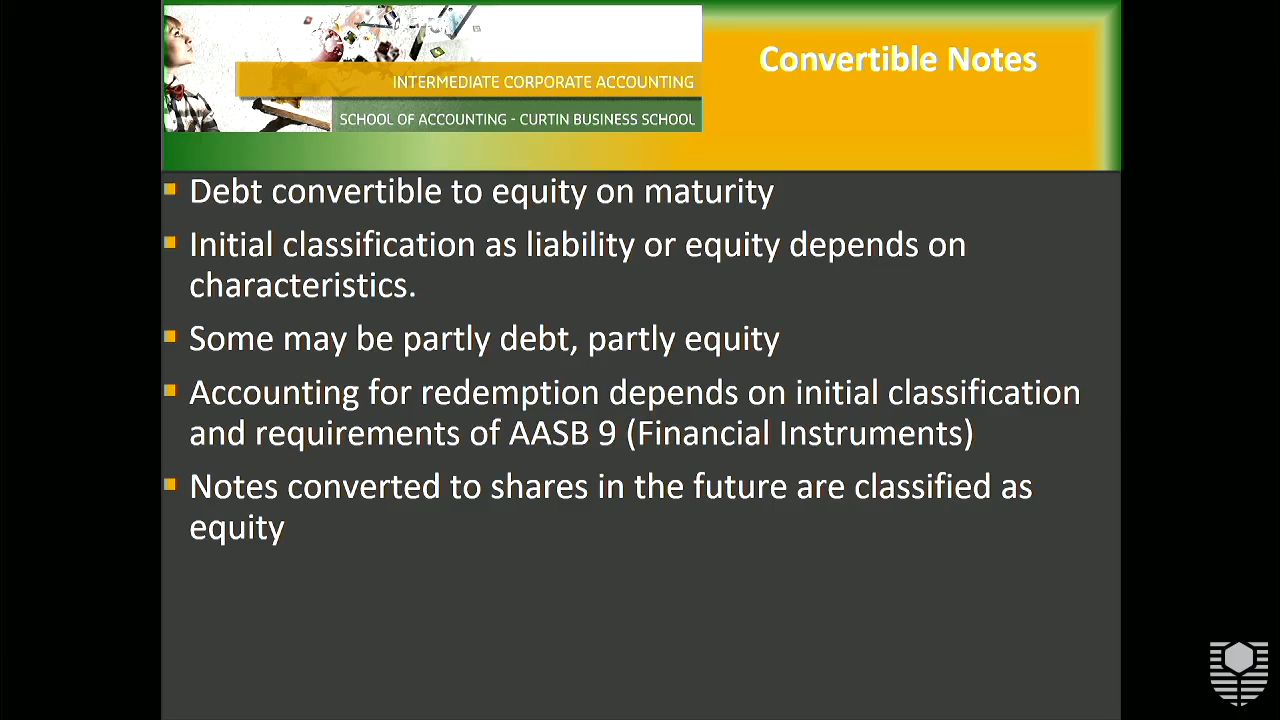 INTERMEDIATE CORPORATE ACCOUNTING
SCHOOL OF ACCOUNTING - CURTIN BUSINESS SCHOOL
Convertible Notes
Debt convertible to equity on maturity
Initial classification as liability or equity depends on
characteristics.
Some may be partly debt, partly equity
Accounting for redemption depends on initial classification
and requirements of AASB 9 (Financial Instruments)
Notes converted to shares in the future are classified as
equity